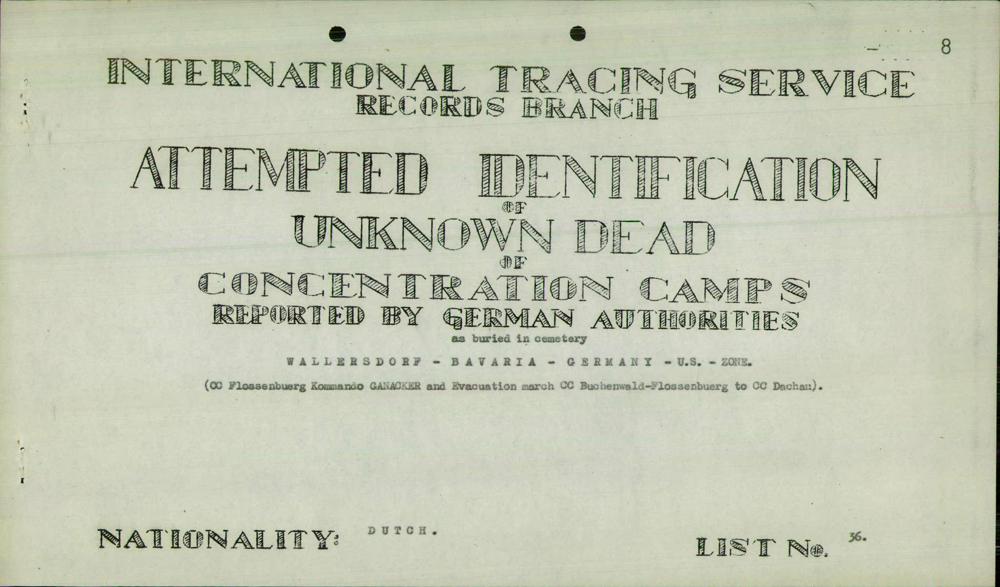 8
INTERNATIONAL TRACING SERVICE
RECORDS BRANCH
ATTEMPTED IDENTIFICATION
OF
UNKNOWN DEAD
OF
CONCENTRATION CAMPS
REPORTED BY GERMAN AUTHORITIES
as buried in cemetery
WALLERSDORF - BAVARIA - GERMANY - U.S. - ZONE.
(CC Flossenbuerg Kommando GANACKER and Evacuation march CC Buchenwald-Flossenbuerg to CC Dachau).
NATIONALITY: DUTCH.
LIST No. 36.